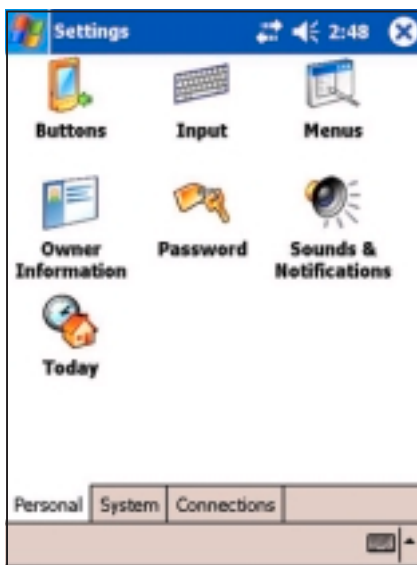 Settings 2:48
Buttons Input Menus
Owner Information Password Sounds & Notifications
Today
Personal System Connections